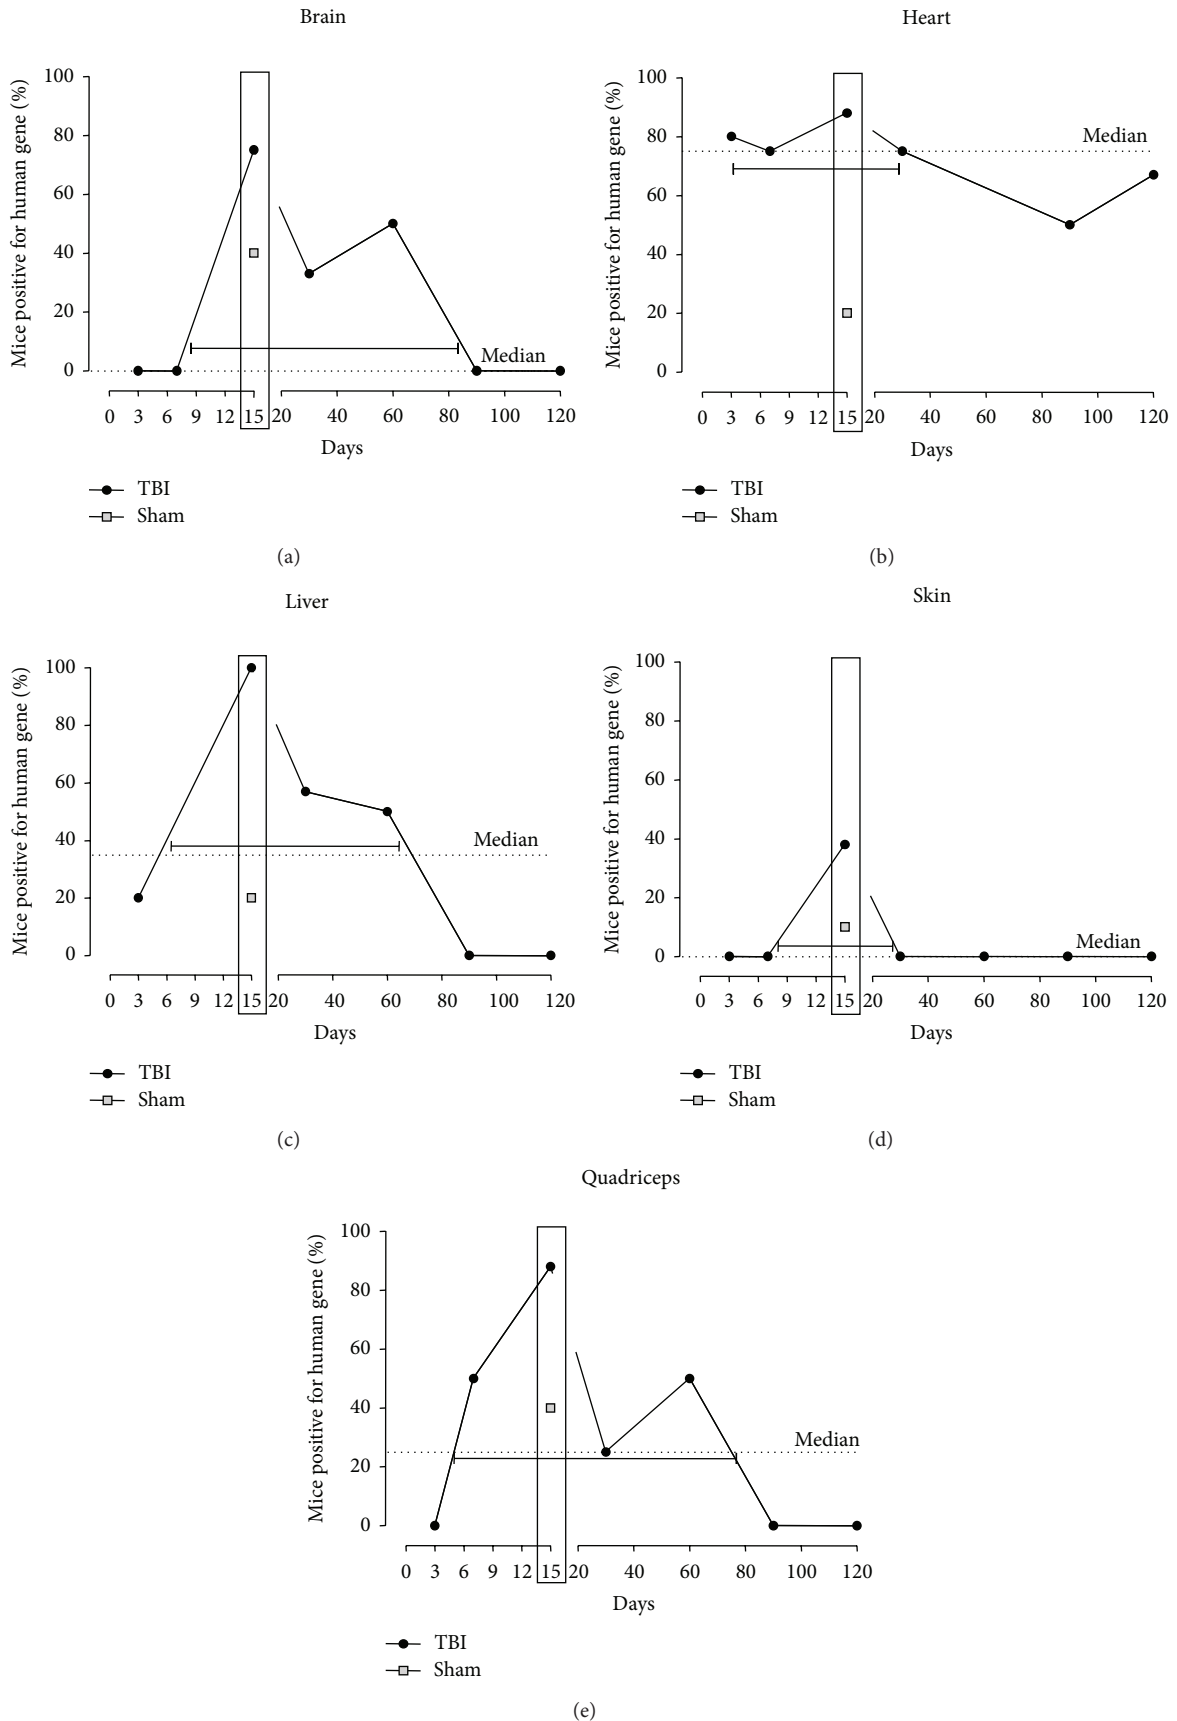 Brain
Mice positive for human gene (%)
100
80
60
40
20
0
Median
0 3 6 9 12 15 20 40 60 80 100 120
Days
TBI
Sham
(a)
Heart
Mice positive for human gene (%)
100
80
60
40
20
0
Median
0 3 6 9 12 15 20 40 60 80 100 120
Days
TBI
Sham
(b)
Liver
Mice positive for human gene (%)
100
80
60
40
20
0
Median
0 3 6 9 12 15 20 40 60 80 100 120
Days
TBI
Sham
(c)
Skin
Mice positive for human gene (%)
100
80
60
40
20
0
Median
0 3 6 9 12 15 20 40 60 80 100 120
Days
TBI
Sham
(d)
Quadriceps
Mice positive for human gene (%)
100
80
60
40
20
0
Median
0 3 6 9 12 15 20 40 60 80 100 120
Days
TBI
Sham
(e)